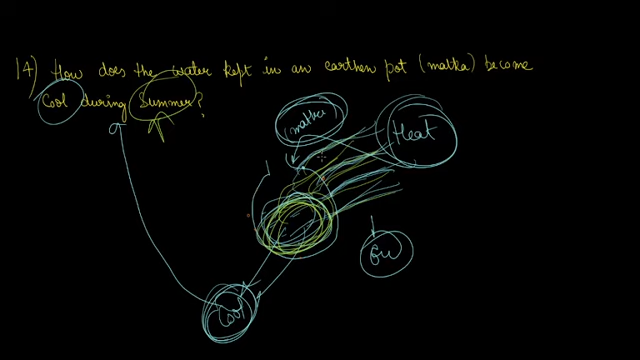 14) How does the water kept in an earthen pot (matka) become
Cool during Summer?
(matka)
Heat
Cool